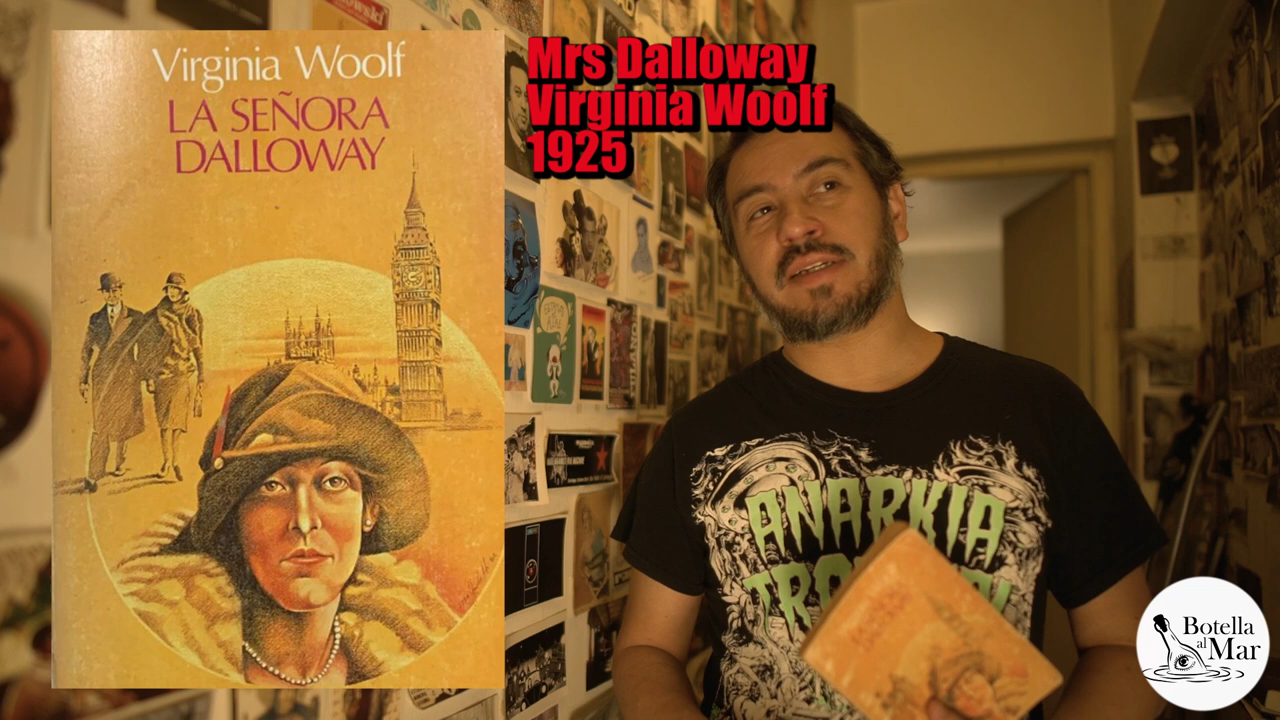 Virginia Woolf
LA SEÑORA
DALLOWAY
Mrs Dalloway
Virginia Woolf
1925
ANARKIA
Botella
al Mar